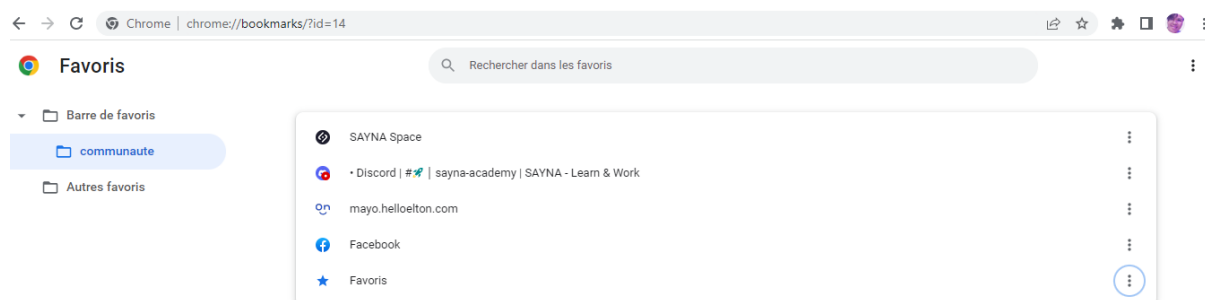 Chrome | chrome://bookmarks/?id=14
Favoris
Rechercher dans les favoris
Barre de favoris
communaute
Autres favoris
SAYNA Space
• Discord | #🚀 | sayna-academy | SAYNA - Learn & Work
on mayo.helloelton.com
Facebook
Favoris